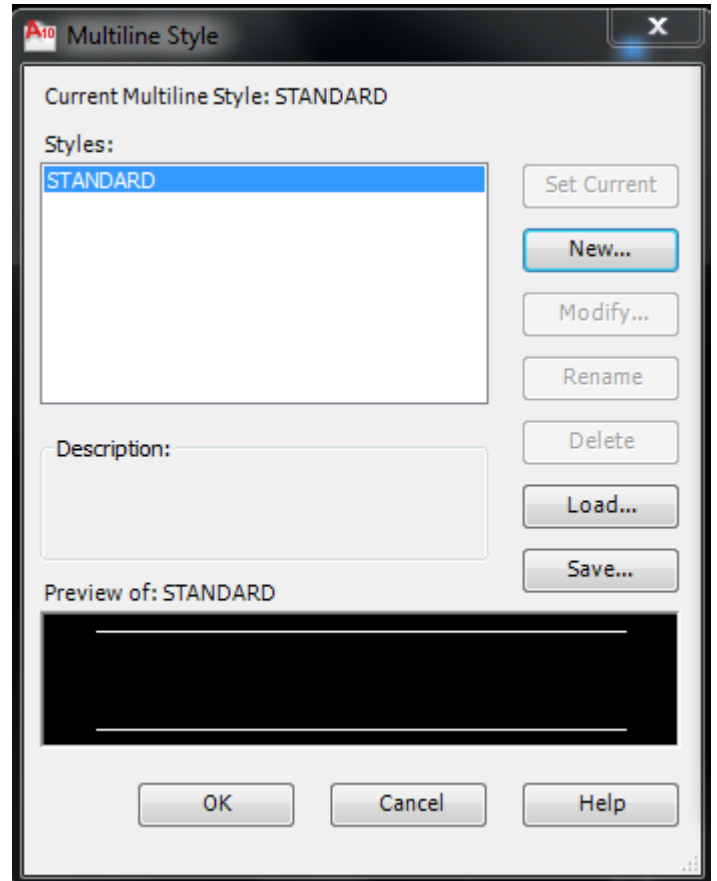 A10 Multiline Style X
Current Multiline Style: STANDARD
Styles:
STANDARD
Set Current
New...
Modify...
Rename
Delete
Load...
Save...
Description:
Preview of: STANDARD
OK Cancel Help